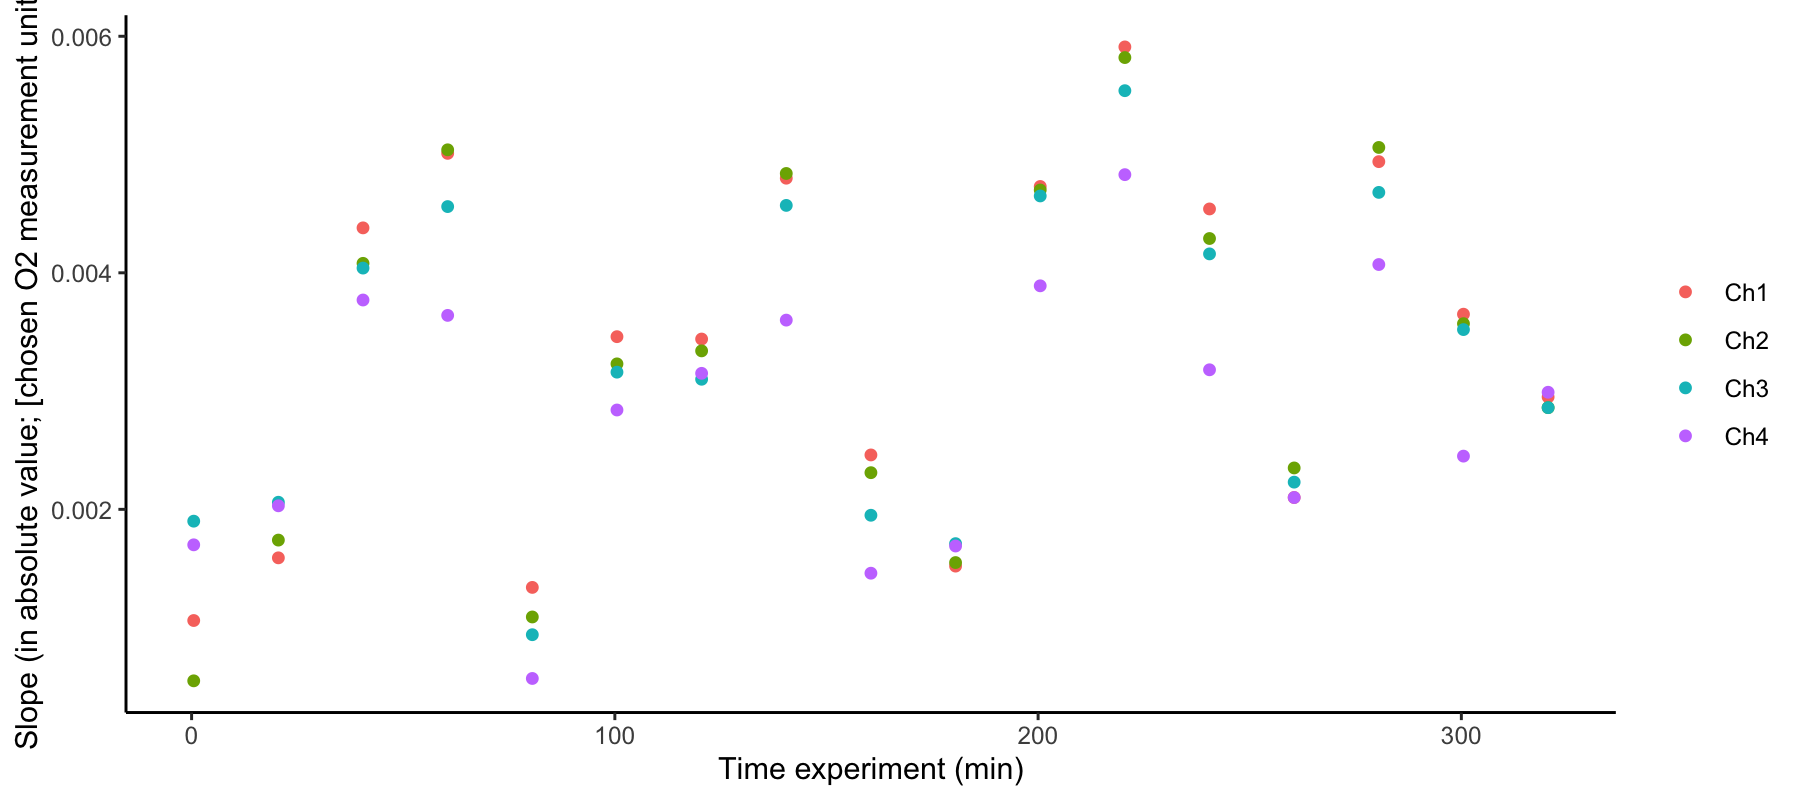 Slope (in absolute value; [chosen O2 measurement unit
0.006
0.004
0.002
0
100
200
300
Time experiment (min)
Ch1
Ch2
Ch3
Ch4